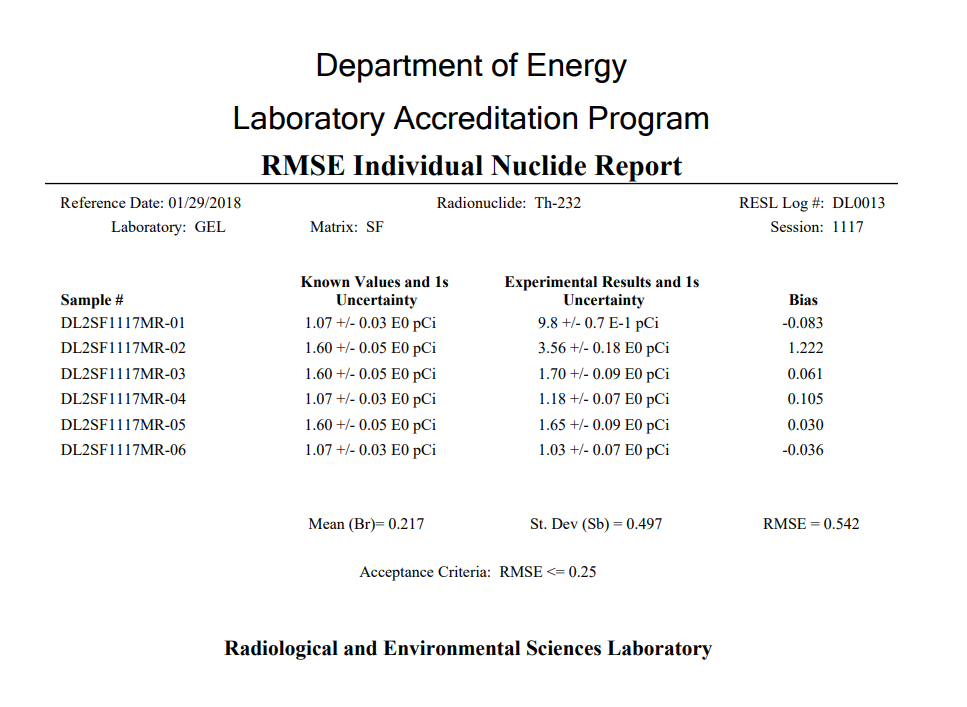 Department of Energy
Laboratory Accreditation Program
RMSE Individual Nuclide Report
Reference Date: 01/29/2018 Radionuclide: Th-232 RESL Log #: DL0013
Laboratory: GEL Matrix: SF Session: 1117
Known Values and 1s Experimental Results and 1s
Sample # Uncertainty Uncertainty Bias
DL2SF1117MR-01 1.07 +/- 0.03 E0 pCi 9.8 +/- 0.7 E-1 pCi -0.083
DL2SF1117MR-02 1.60 +/- 0.05 E0 pCi 3.56 +/- 0.18 E0 pCi 1.222
DL2SF1117MR-03 1.60 +/- 0.05 E0 pCi 1.70 +/- 0.09 E0 pCi 0.061
DL2SF1117MR-04 1.07 +/- 0.03 E0 pCi 1.18 +/- 0.07 E0 pCi 0.105
DL2SF1117MR-05 1.60 +/- 0.05 E0 pCi 1.65 +/- 0.09 E0 pCi 0.030
DL2SF1117MR-06 1.07 +/- 0.03 E0 pCi 1.03 +/- 0.07 E0 pCi -0.036
Mean (Br)= 0.217 St. Dev (Sb) = 0.497 RMSE = 0.542
Acceptance Criteria: RMSE <= 0.25
Radiological and Environmental Sciences Laboratory